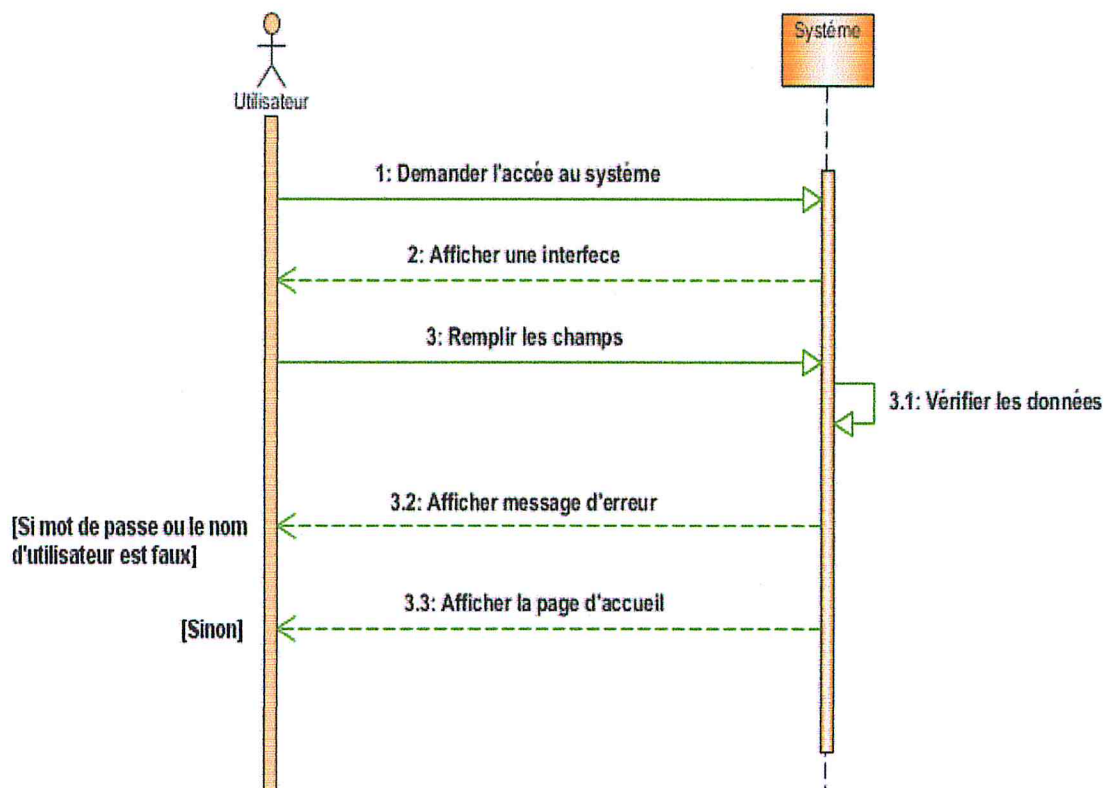 Utilisateur
Systéme
1: Demander l'accée au systéme
2: Afficher une interfece
3: Remplir les champs
3.1: Vérifier les données
3.2: Afficher message d'erreur
[Si mot de passe ou le nom
d'utilisateur est faux]
3.3: Afficher la page d'accueil
[Sinon]